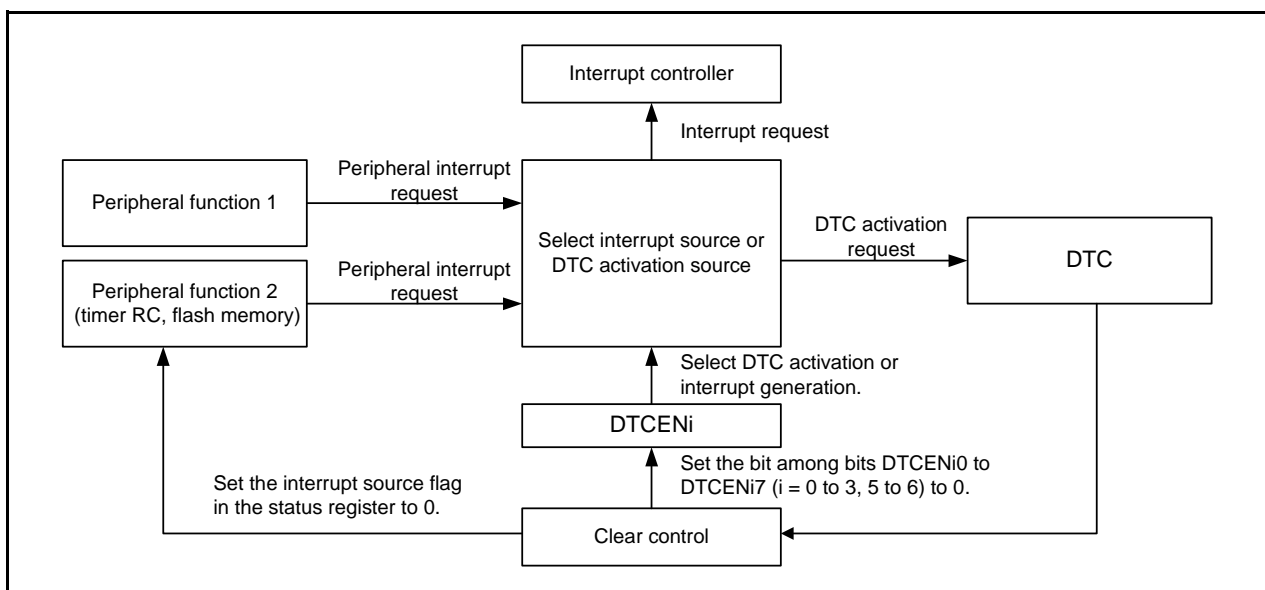 Interrupt controller
Interrupt request
Peripheral function 1
Peripheral interrupt
request
Select interrupt source or
DTC activation source
DTC activation
request
DTC
Peripheral function 2
(timer RC, flash memory)
Peripheral interrupt
request
Select DTC activation or
interrupt generation.
DTCENi
Set the interrupt source flag
in the status register to 0.
Set the bit among bits DTCENi0 to
DTCENi7 (i = 0 to 3, 5 to 6) to 0.
Clear control